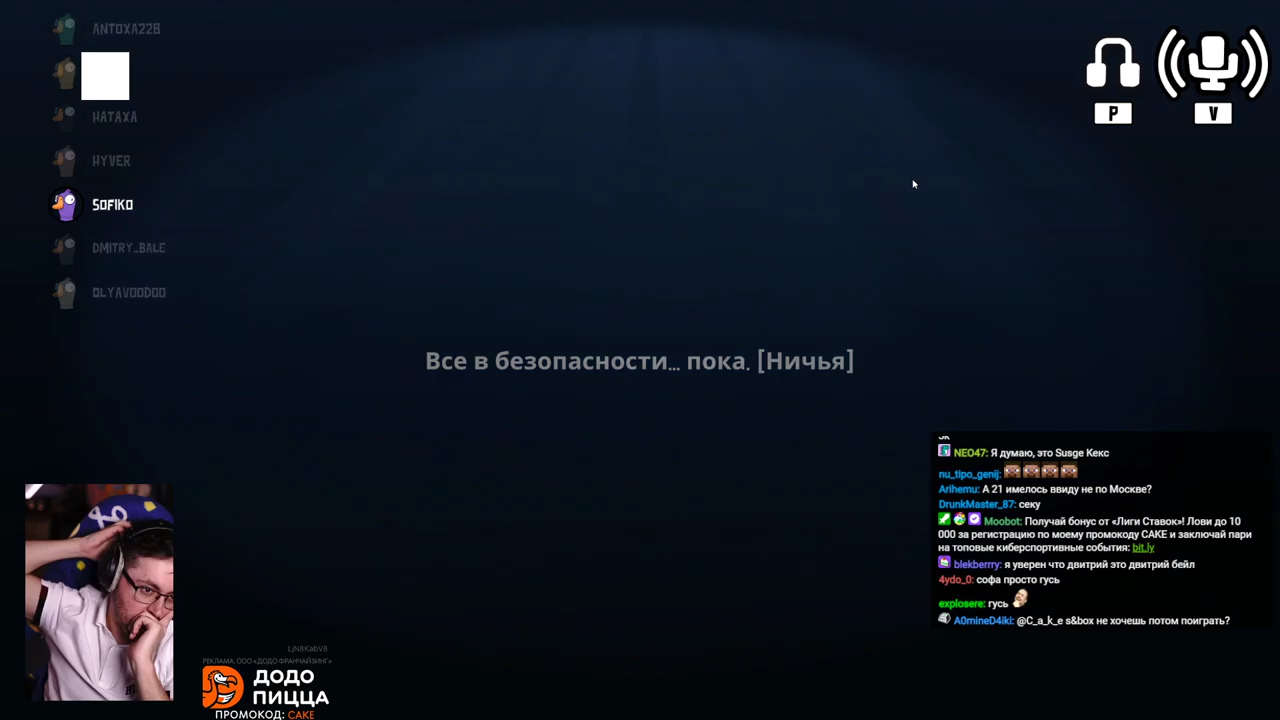 ANTOXA228
HATAXA
HYVER
SOFIKO
DMITRY_BALE
OLYAVOODOO
P
V
Все в безопасности... пока. [Ничья]
NEO47: Я думаю, это Susge Кекс
nu_tipo_genij:
Arihemu: А 21 имелось ввиду не по Москве?
DrunkMaster_87: секу
Moobot: Получай бонус от «Лиги Ставок»! Лови до 10
000 за регистрацию по моему промокоду CAKE и заключай пари
на топовые киберспортивные события: bit.ly
blekberrry: я уверен что двитрий это двитрий бейл
4ydo_0: софа просто гусь
explosere: гусь
A0mineD4iki: @C_a_k_e s&box не хочешь потом поиграть?
LjN8KabV8
РЕКЛАМА. ООО «ДОДО ФРАНЧАЙЗИНГ»
ДОДО
ПИЦЦА
ПРОМОКОД: CAKE